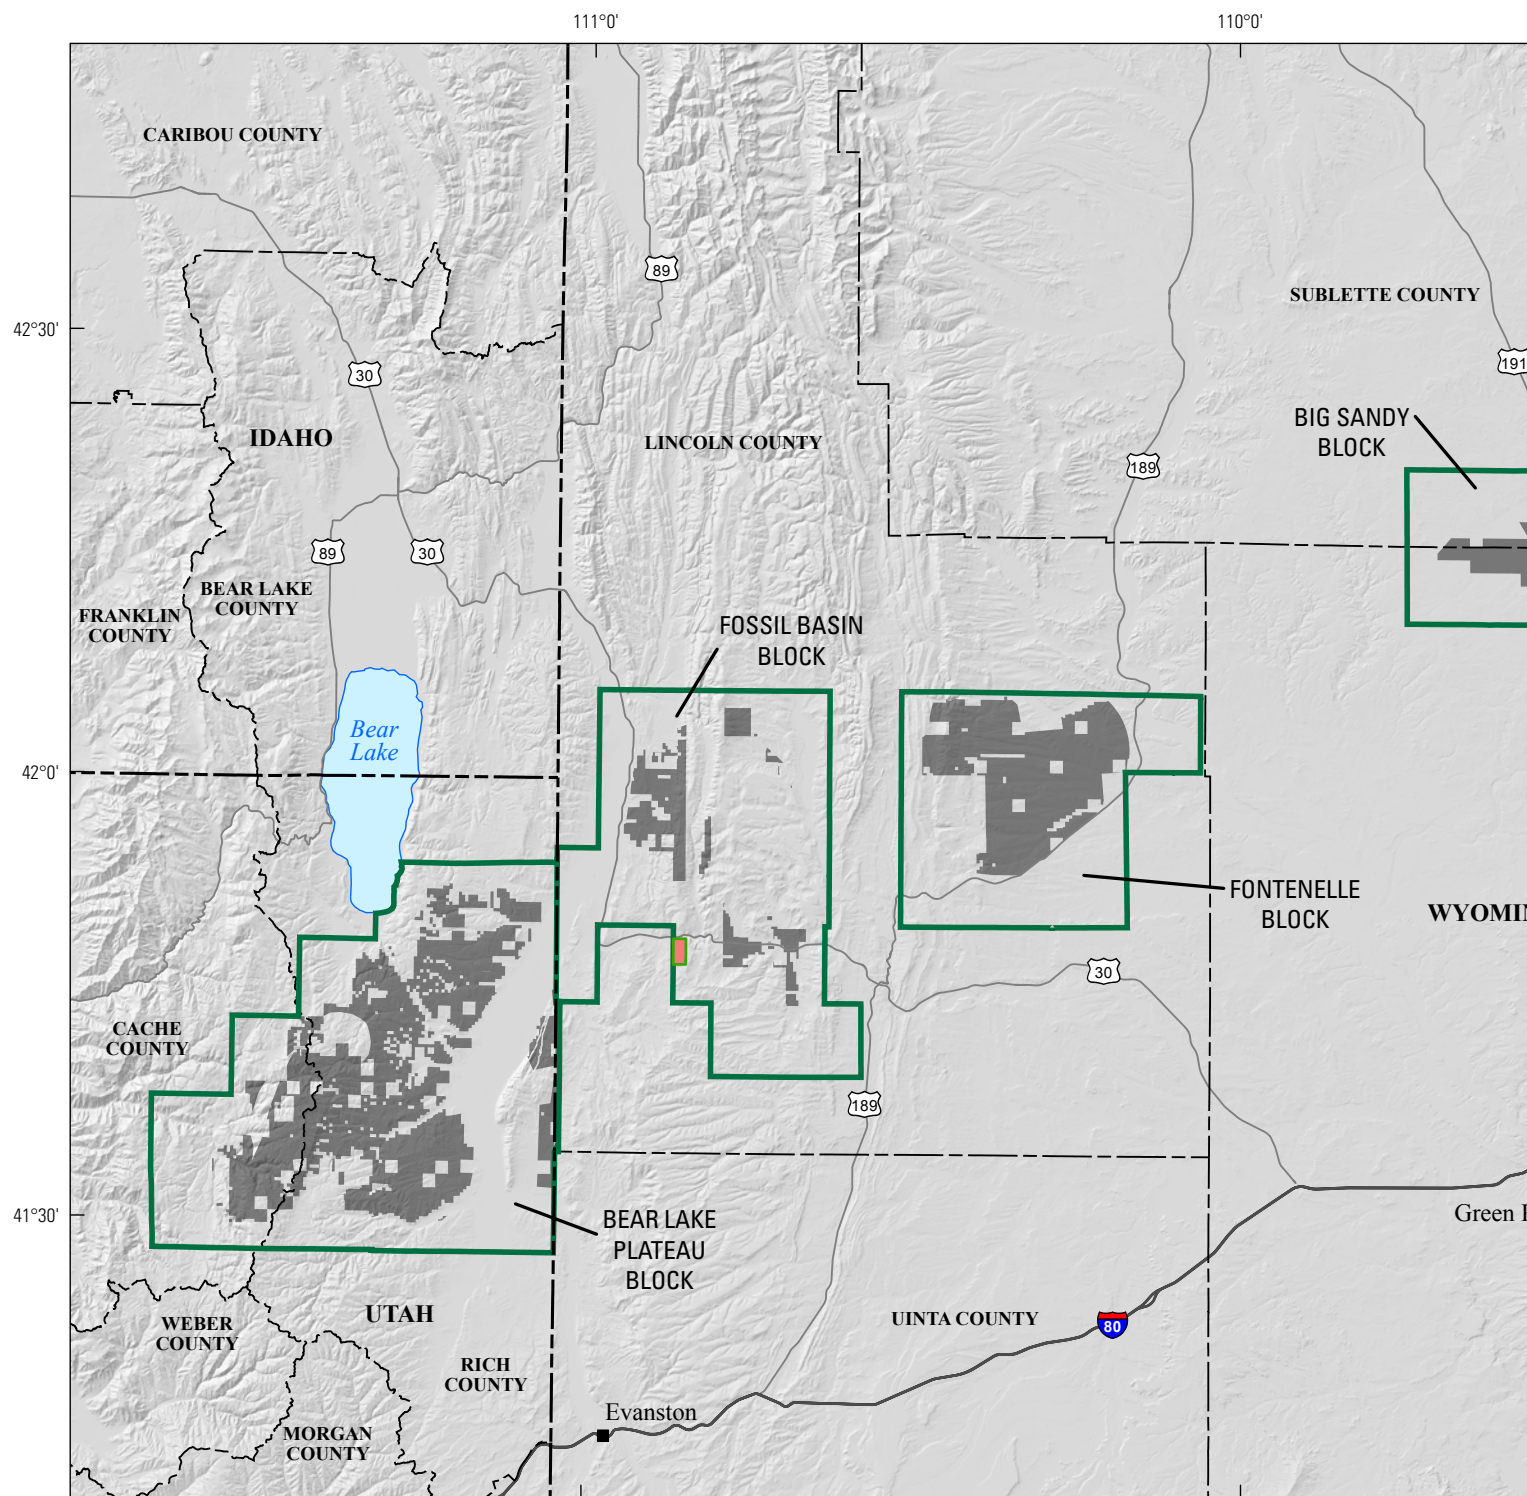 111°0'
110°0'
CARIBOU COUNTY
89
SUBLETTE COUNTY
42°30'
30
191
BIG SANDY
BLOCK
IDAHO
LINCOLN COUNTY
189
89
30
BEAR LAKE
COUNTY
FRANKLIN
COUNTY
FOSSIL BASIN
BLOCK
Bear
Lake
42°0'
FONTENELLE
BLOCK
WYOMIN
30
CACHE
COUNTY
189
41°30'
BEAR LAKE
PLATEAU
BLOCK
Green
UTAH
WEBER
COUNTY
UINTA COUNTY
80
RICH
COUNTY
Evanston
MORGAN
COUNTY